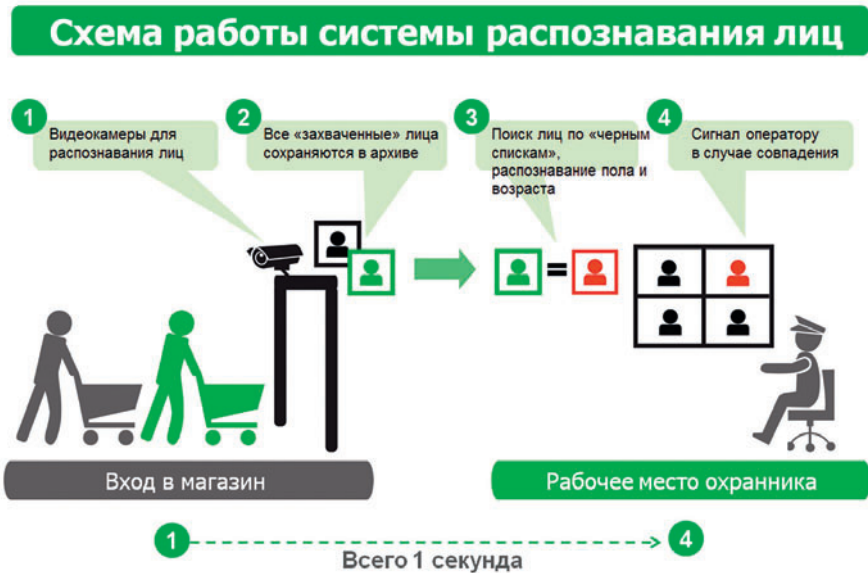 Схема работы системы распознавания лиц
1
Видеокамеры для
распознавания лиц
2
Все «захваченные» лица
сохраняются в архиве
3
Поиск лиц по «черным
спискам»,
распознавание пола и
возраста
4
Сигнал оператору
в случае совпадения
=
Вход в магазин
Рабочее место охранника
1
4
Всего 1 секунда